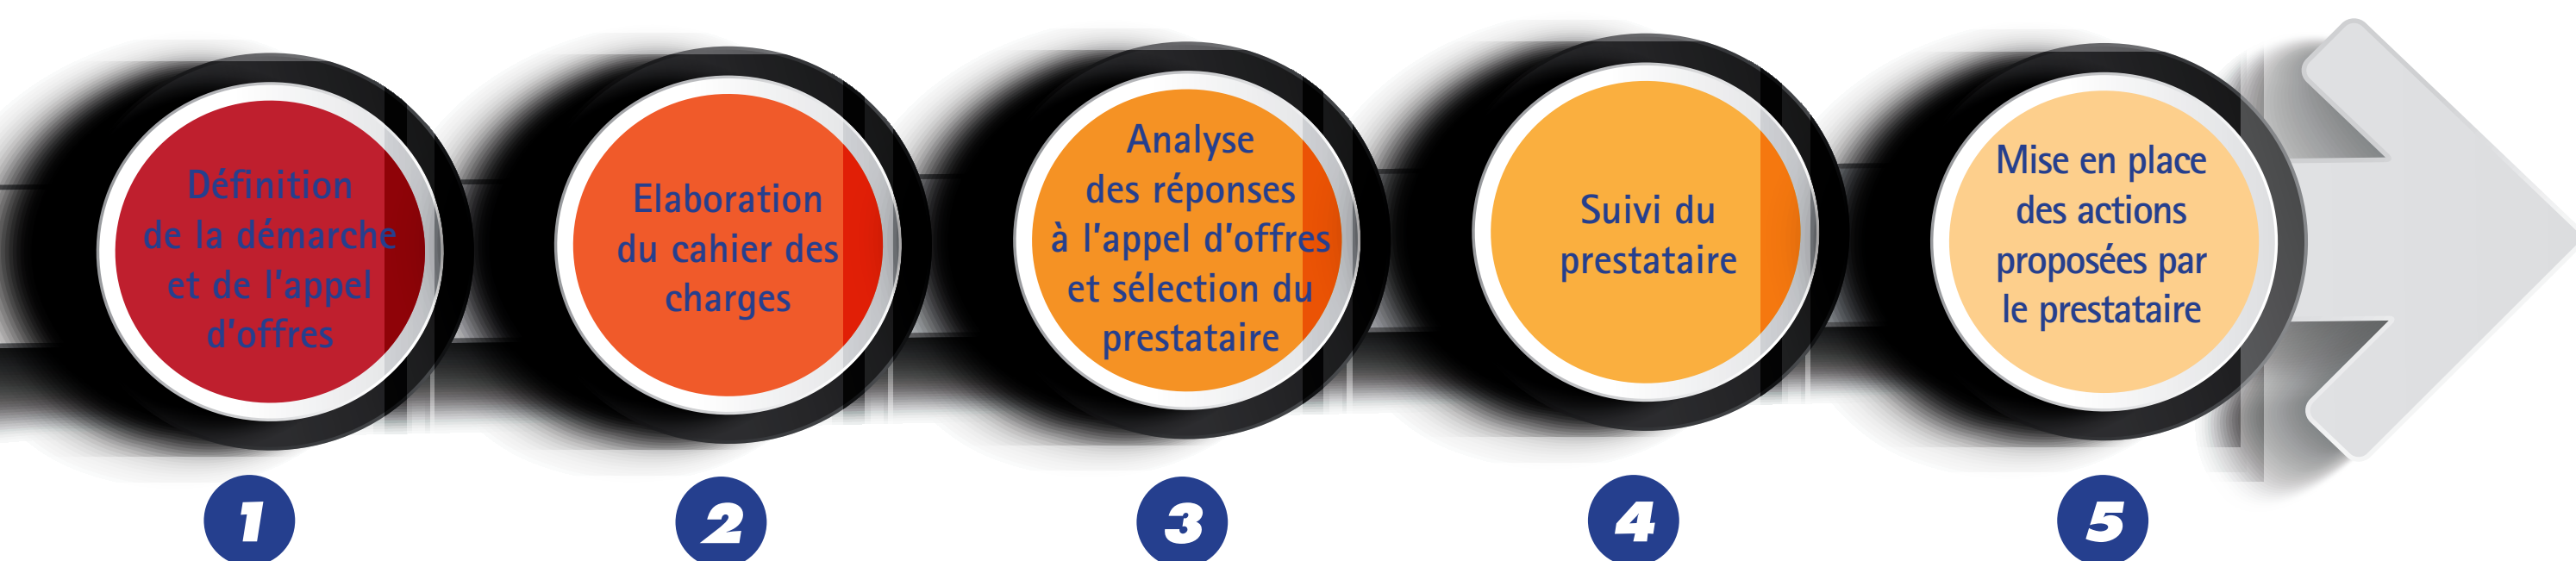 Définition
de la démarche
et de l'appel
d'offres
Elaboration
du cahier des
charges
Analyse
des réponses
à l'appel d'offres
et sélection du
prestataire
Suivi du
prestataire
Mise en place
des actions
proposées par
le prestataire
1
2
3
4
5